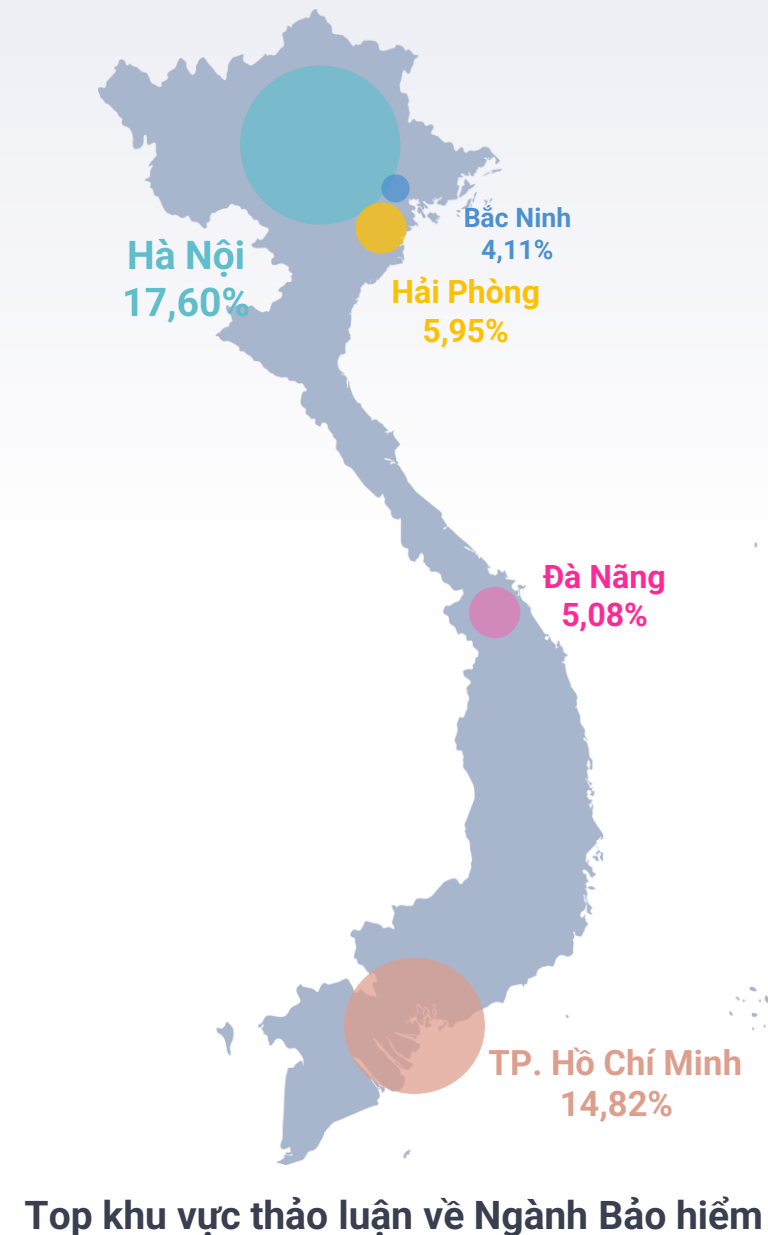 Bắc Ninh
4,11%
Hà Nội
17,60%
Hải Phòng
5,95%
Đà Nãng
5,08%
TP. Hồ Chí Minh
14,82%
Top khu vực thảo luận về Ngành Bảo hiểm